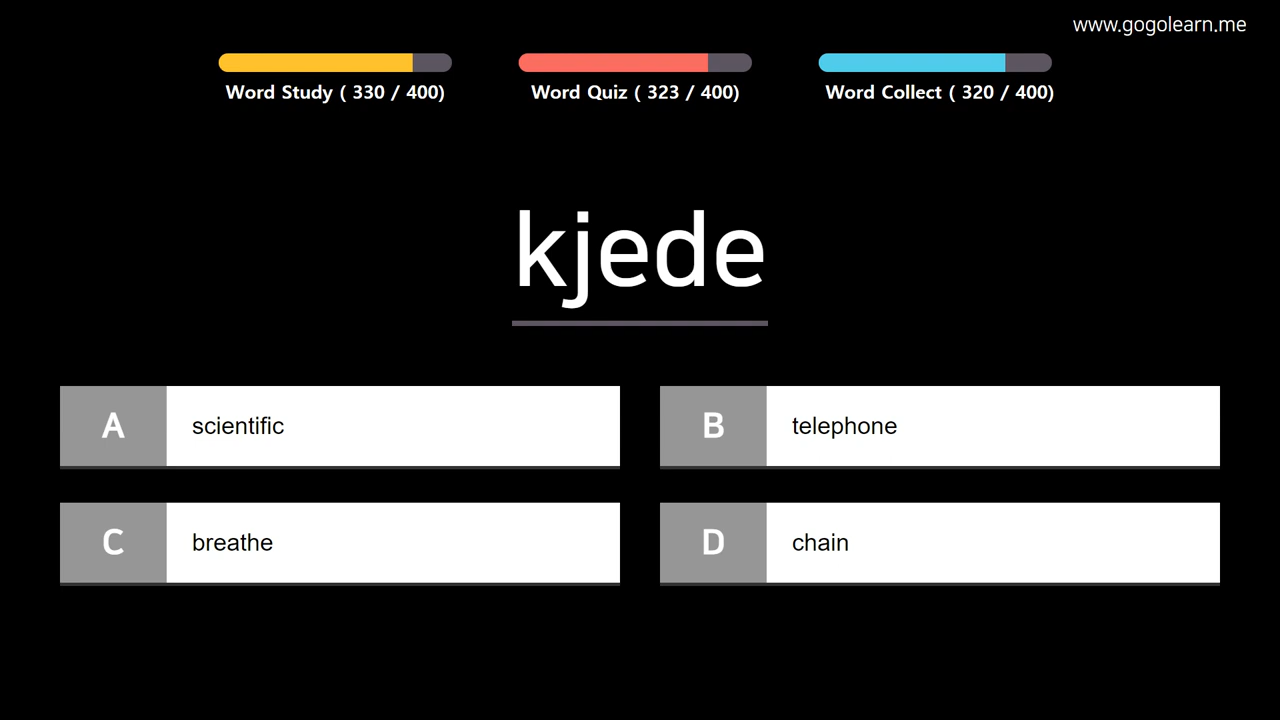 www.gogolearn.me
Word Study ( 330 / 400)
Word Quiz ( 323 / 400)
Word Collect ( 320 / 400)
kjede
A scientific
B telephone
C breathe
D chain